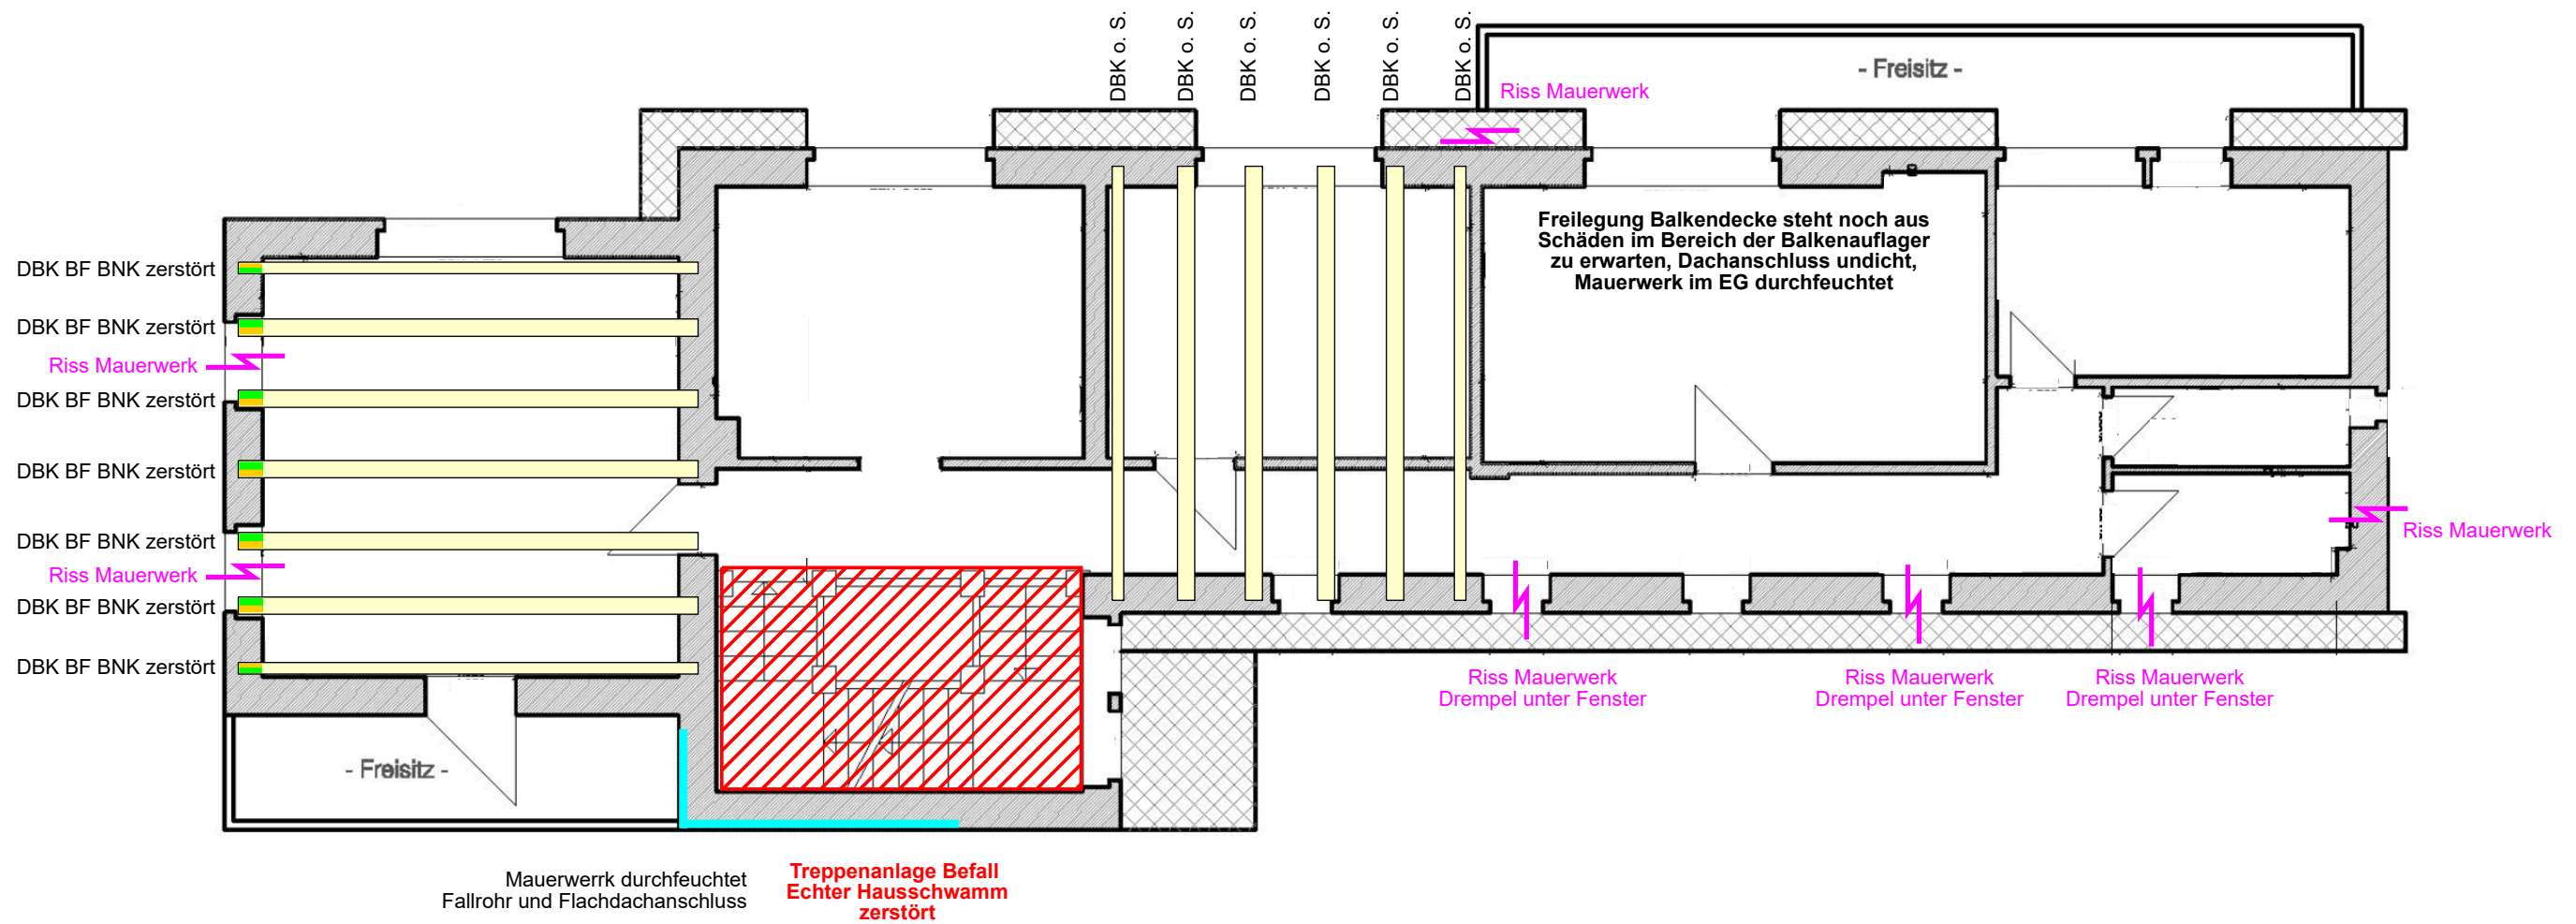 DBK o. S.
DBK o. S.
DBK o. S.
DBK o. S.
DBK o. S.
DBK o. S.
- Freisitz -
Riss Mauerwerk
Freilegung Balkendecke steht noch aus
Schäden im Bereich der Balkenauflager
zu erwarten, Dachanschluss undicht,
Mauerwerk im EG durchfeuchtet
DBK BF BNK zerstört
DBK BF BNK zerstört
Riss Mauerwerk
DBK BF BNK zerstört
DBK BF BNK zerstört
DBK BF BNK zerstört
Riss Mauerwerk
DBK BF BNK zerstört
DBK BF BNK zerstört
Riss Mauerwerk
Riss Mauerwerk
Drempel unter Fenster
Riss Mauerwerk
Drempel unter Fenster
Riss Mauerwerk
Drempel unter Fenster
- Freisitz -
Mauerwerrk durchfeuchtet
Fallrohr und Flachdachanschluss
Treppenanlage Befall
Echter Hausschwamm
zerstört